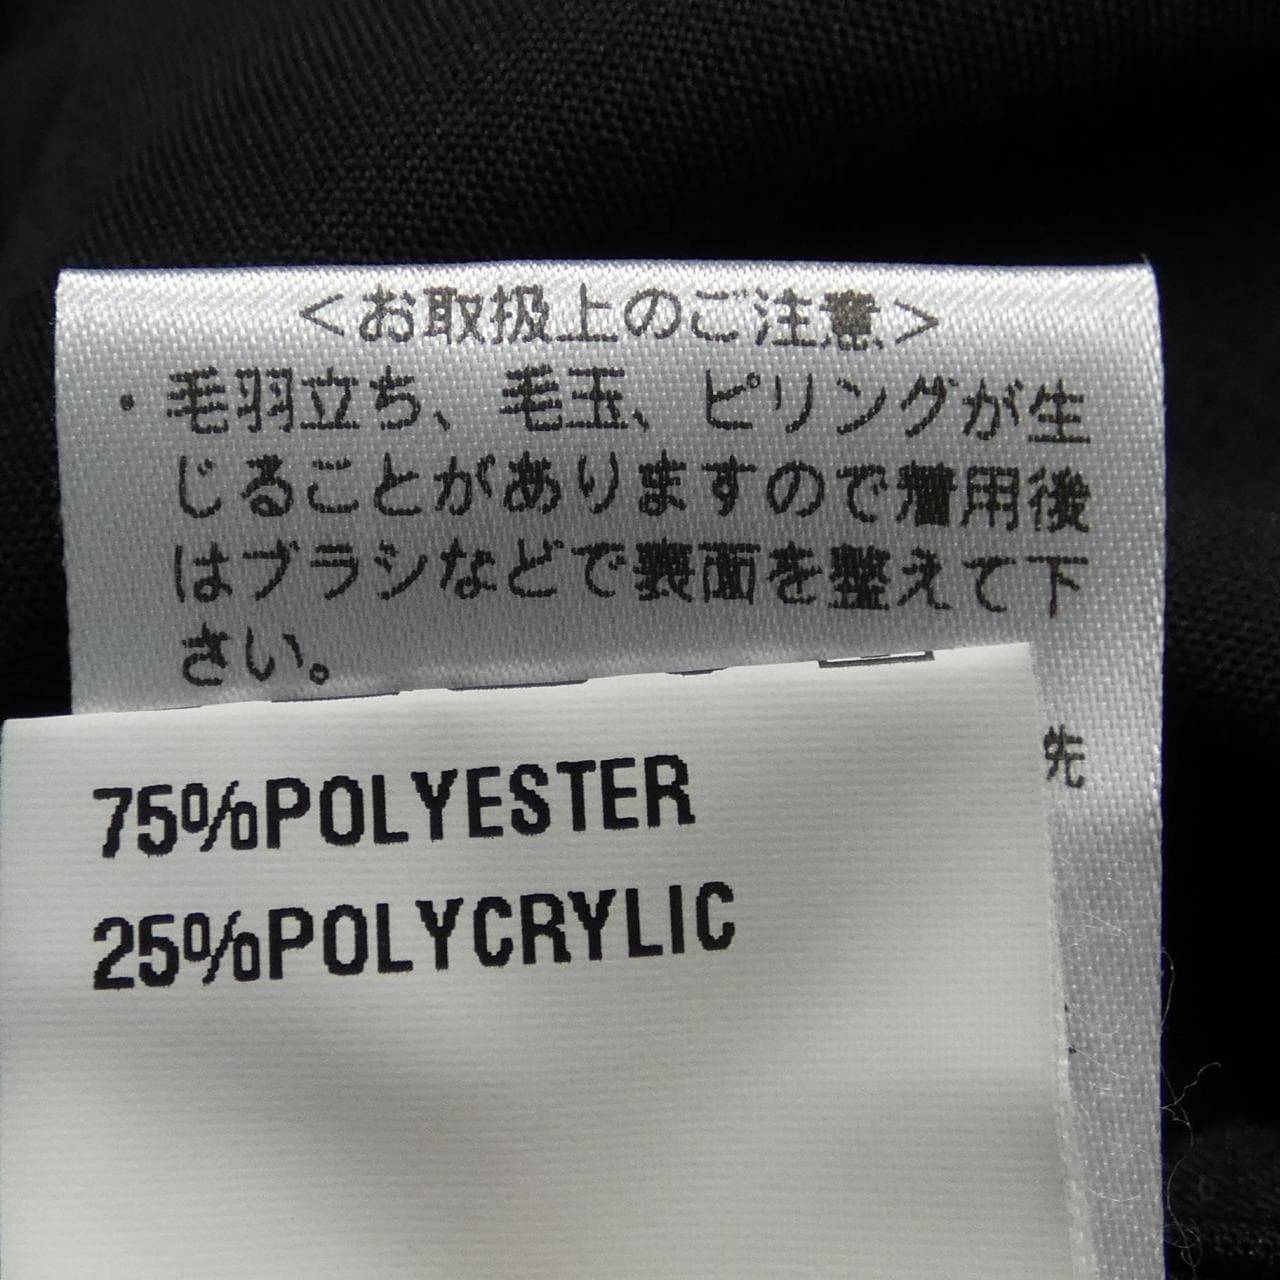 <お取扱上のご注意>
・毛羽立ち、毛玉、ピリングが生
じることがありますので着用後
はブラシなどで表面を整えて下
さい。
先
75%POLYESTER
25%POLYCRYLIC